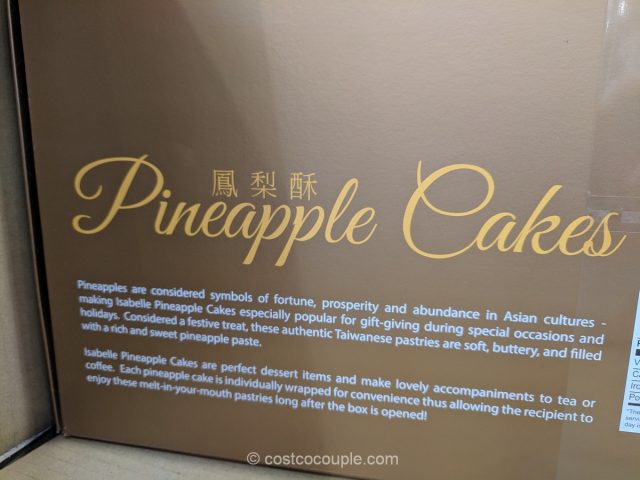 鳳梨酥
Pineapple Cakes
Pineapples are considered symbols of fortune, prosperity and abundance in Asian cultures -
making Isabelle Pineapple Cakes especially popular for gift-giving during special occasions and
holidays. Considered a festive treat, these authentic Taiwanese pastries are soft, buttery, and filled
with a rich and sweet pineapple paste.
Isabelle Pineapple Cakes are perfect dessert items and make lovely accompaniments to tea or
coffee. Each pineapple cake is individually wrapped for convenience thus allowing the recipient to
enjoy these melt-in-your-mouth pastries long after the box is opened!
© costcocouple.com